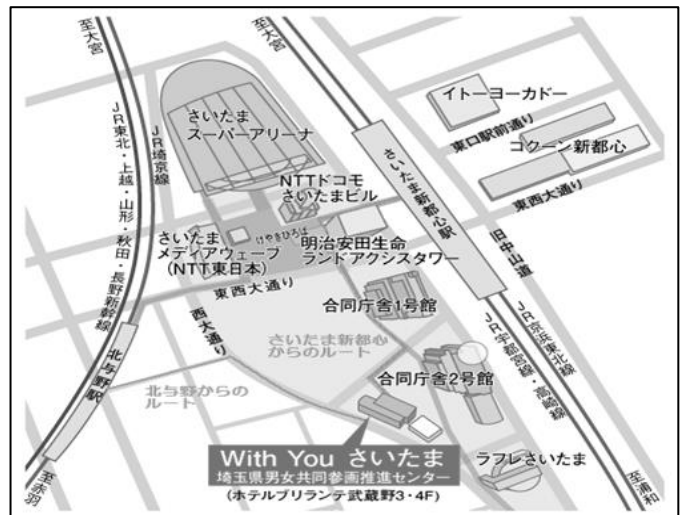 至大宮
至大宮
JR東北・上越・山形・秋田・長野新幹線
JR埼京線
さいたま
スーパーアリーナ
イトーヨーカドー
東口駅前通り
コクーン新都心
さいたま新都心駅
NTTドコモ
さいたまビル
東西大通り
けやきひろば
さいたま
メディアウェーブ
(NTT東日本)
明治安田生命
ランドアクシスタワー
旧中山道
東西大通り
合同庁舎1号館
西大通り
さいたま新都心
からのルート
JR京浜東北線
JR宇都宮線・高崎線
北与野駅
北与野からの
ルート
合同庁舎2号館
With You さいたま
埼玉県男女共同参画推進センター
(ホテルブリランテ武蔵野3・4F)
ラフレさいたま
至赤羽
至浦和